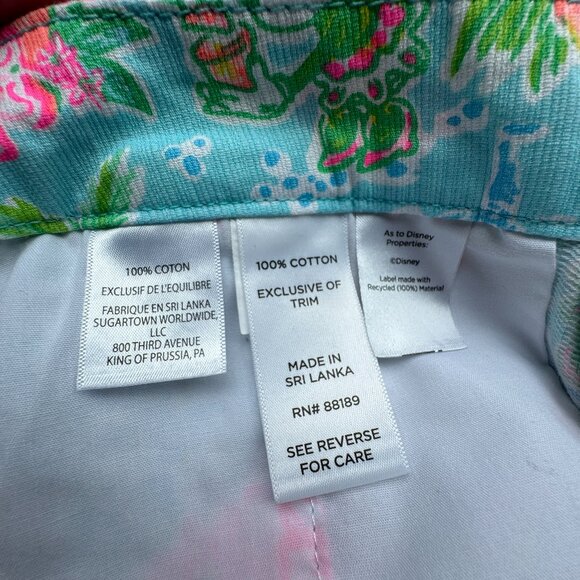 100% COTON
EXCLUSIF DE L'EQUILIBRE
FABRIQUE EN SRI LANKA
SUGARTOWN WORLDWIDE,
LLC
800 THIRD AVENUE
KING OF PRUSSIA, PA
100% COTTON
EXCLUSIVE OF
TRIM
MADE IN
SRI LANKA
RN# 88189
SEE REVERSE
FOR CARE
As to Disney
Properties:
©Disney
Label made with
Recycled (100%) Material